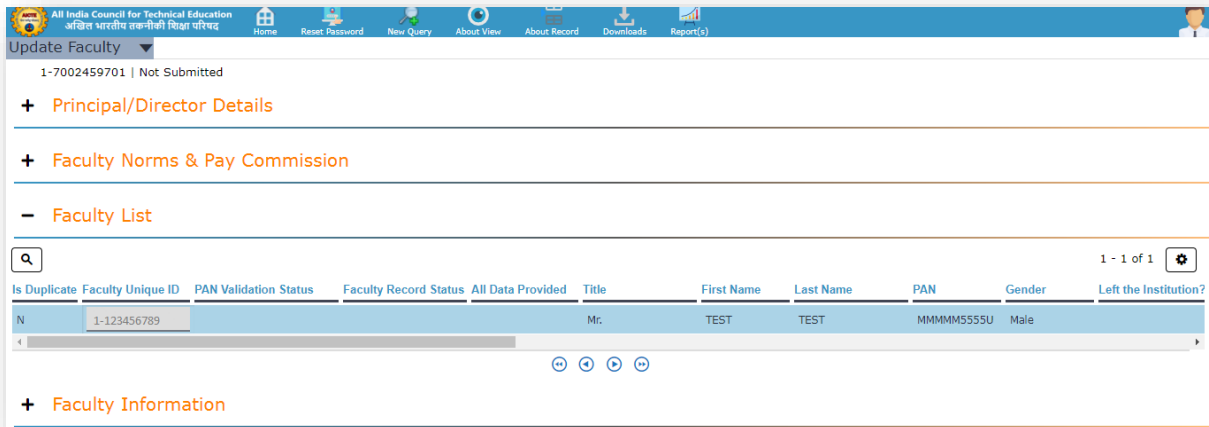 All India Council for Technical Education
अखिल भारतीय तकनीकी शिक्षा परिषद
Home Reset Password New Query About View About Record Downloads Report(s)
Update Faculty
1-7002459701 | Not Submitted
+ Principal/Director Details
+ Faculty Norms & Pay Commission
− Faculty List
1 - 1 of 1
Is Duplicate Faculty Unique ID PAN Validation Status Faculty Record Status All Data Provided Title First Name Last Name PAN Gender Left the Institution?
N 1-123456789 Mr. TEST TEST MMMMM5555U Male
+ Faculty Information